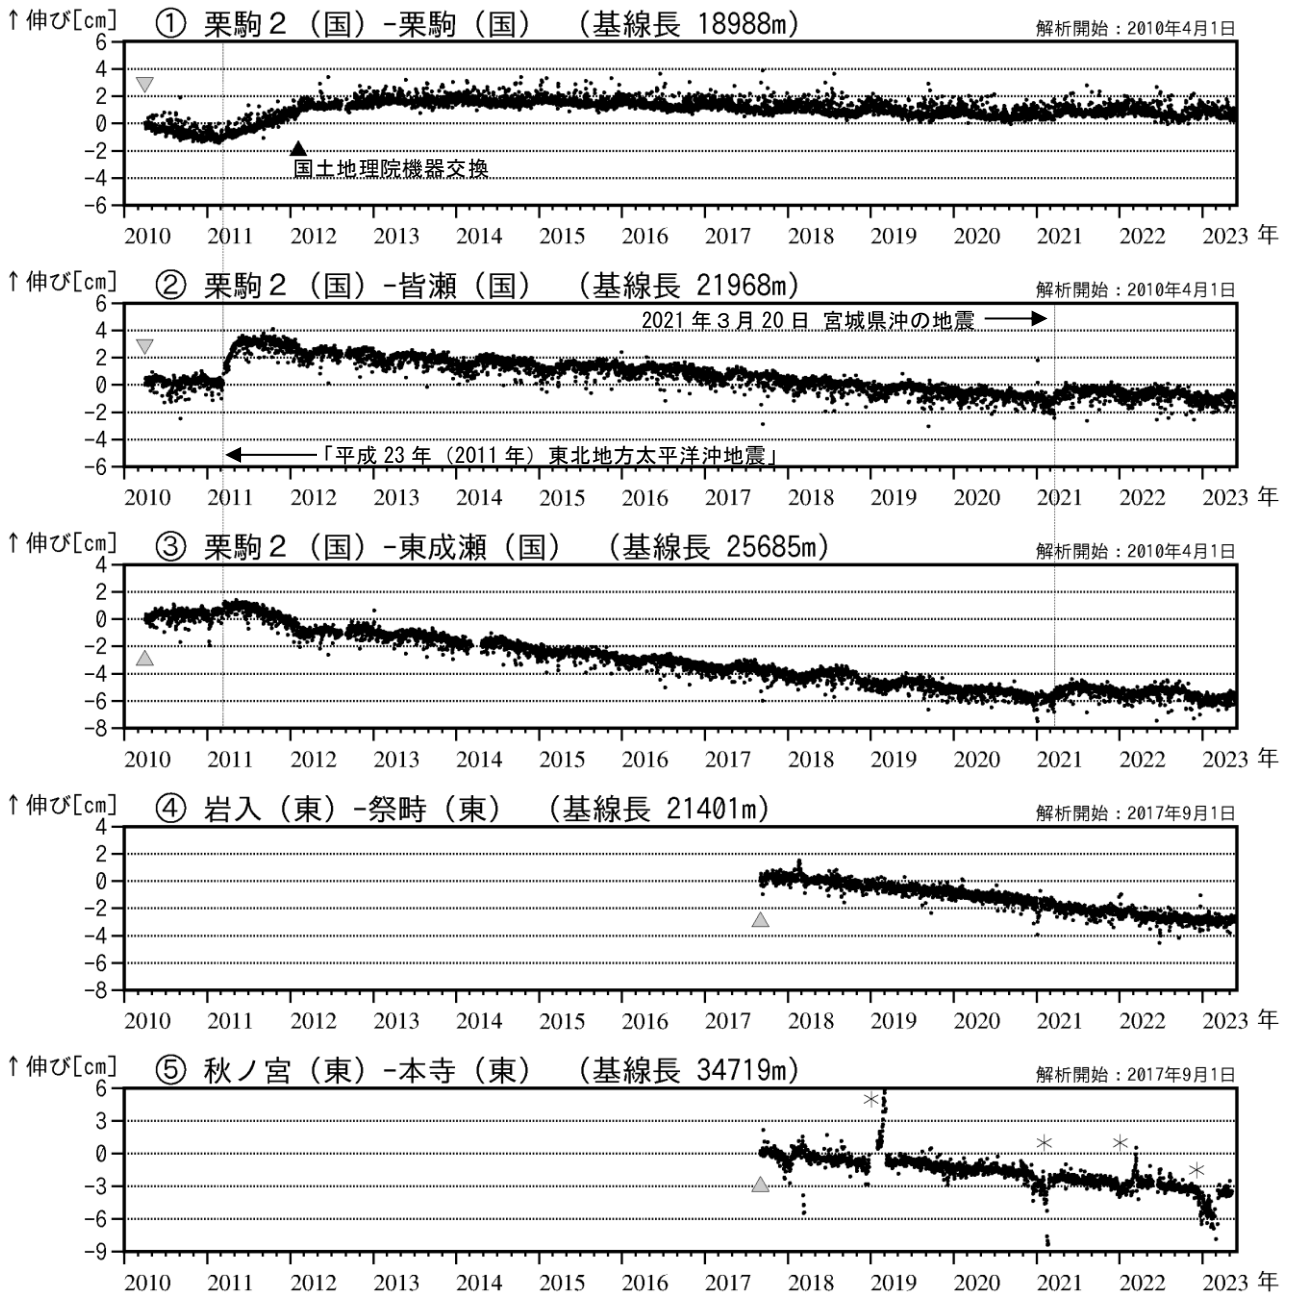 ↑伸び[cm] ① 栗駒2（国）-栗駒（国）　（基線長 18988m） 解析開始：2010年4月1日
6
4
2
0
-2
国土地理院機器交換
-4
-6
2010 2011 2012 2013 2014 2015 2016 2017 2018 2019 2020 2021 2022 2023 年
↑伸び[cm] ② 栗駒2（国）-皆瀬（国）　（基線長 21968m） 解析開始：2010年4月1日
6
2021年3月20日 宮城県沖の地震
4
2
0
-2
-4
「平成23年（2011年）東北地方太平洋沖地震」
-6
2010 2011 2012 2013 2014 2015 2016 2017 2018 2019 2020 2021 2022 2023 年
↑伸び[cm] ③ 栗駒2（国）-東成瀬（国）　（基線長 25685m） 解析開始：2010年4月1日
4
2
0
-2
-4
-6
-8
2010 2011 2012 2013 2014 2015 2016 2017 2018 2019 2020 2021 2022 2023 年
↑伸び[cm] ④ 岩入（東）-祭畤（東）　（基線長 21401m） 解析開始：2017年9月1日
4
2
0
-2
-4
-6
-8
2010 2011 2012 2013 2014 2015 2016 2017 2018 2019 2020 2021 2022 2023 年
↑伸び[cm] ⑤ 秋ノ宮（東）-本寺（東）　（基線長 34719m） 解析開始：2017年9月1日
6
3
0
-3
-6
-9
2010 2011 2012 2013 2014 2015 2016 2017 2018 2019 2020 2021 2022 2023 年